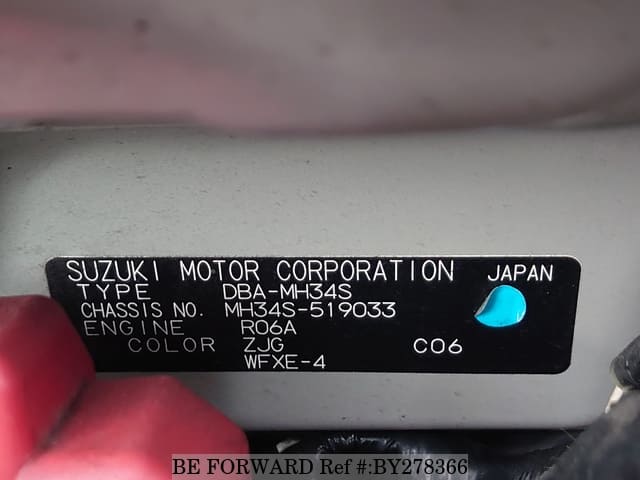 SUZUKI MOTOR CORPORATION JAPAN
TYPE DBA-MH34S
CHASSIS NO. MH34S-519033
ENGINE R06A
COLOR ZJG C06
WFXE-4
BE FORWARD Ref #:BY278366